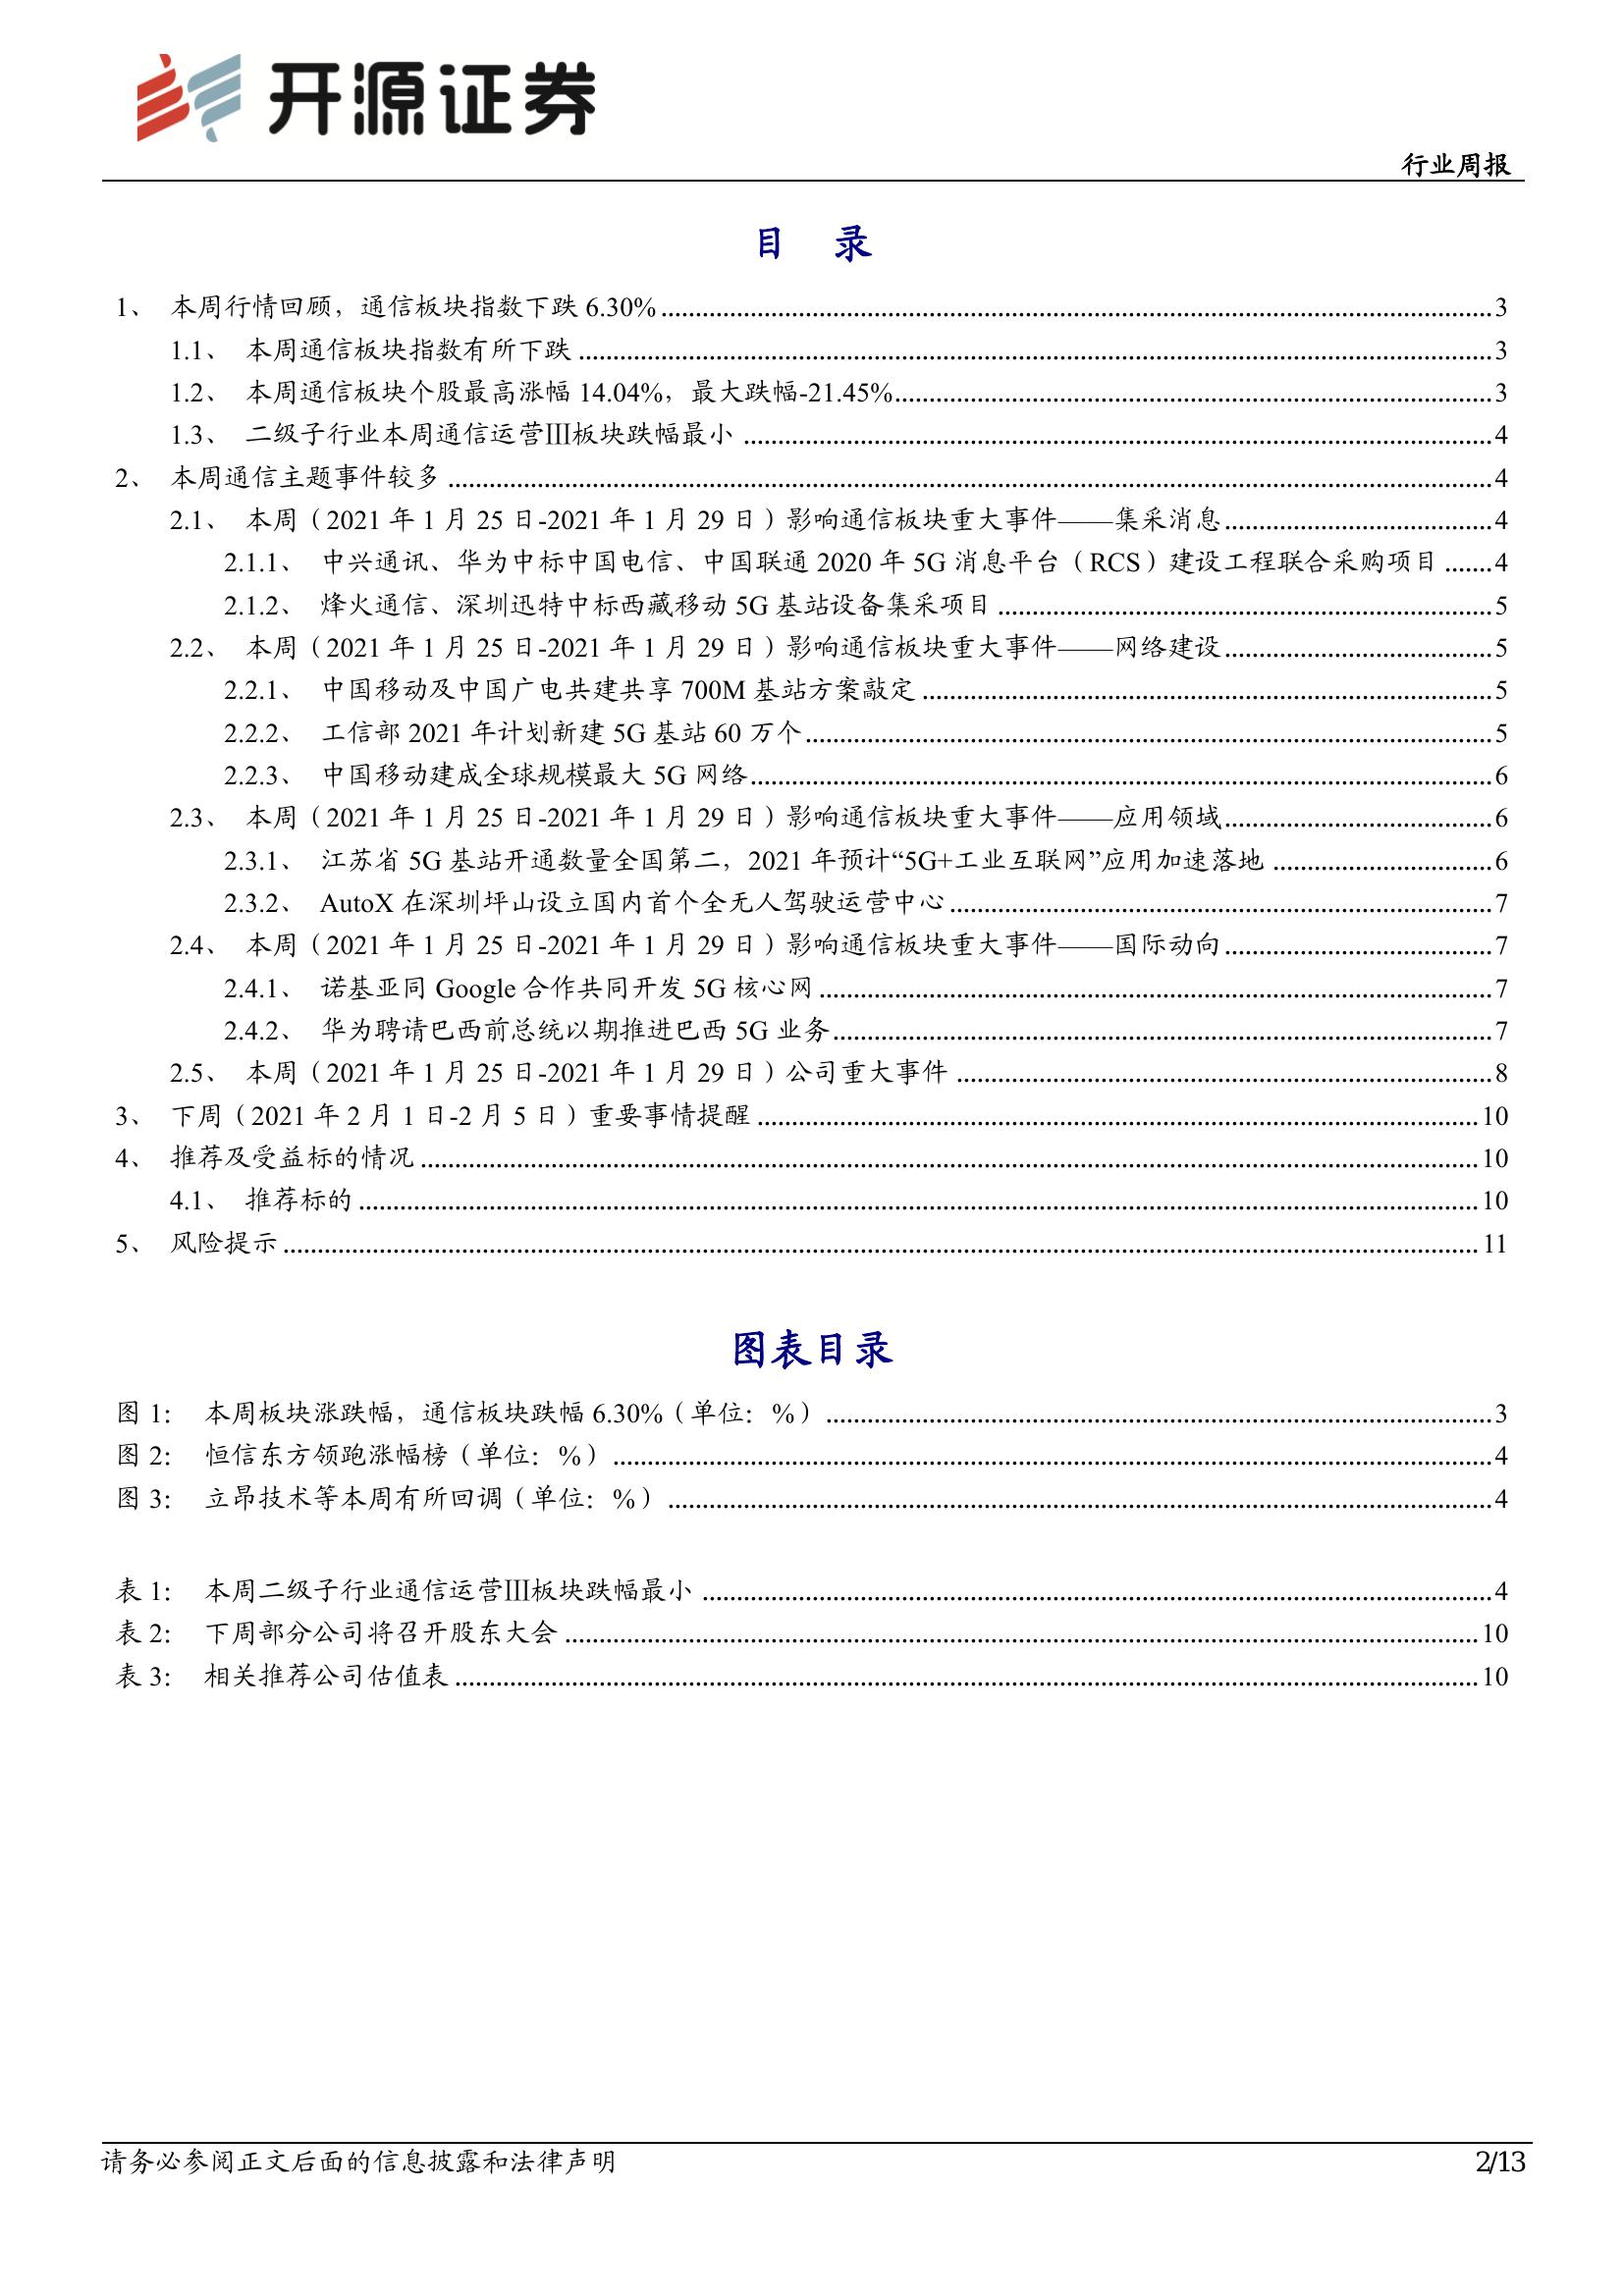 开源证券
行业周报
目 录
1、 本周行情回顾，通信板块指数下跌 6.30% ........ 3
1.1、 本周通信板块指数有所下跌 ........ 3
1.2、 本周通信板块个股最高涨幅 14.04%，最大跌幅-21.45% ........ 3
1.3、 二级子行业本周通信运营Ⅲ板块跌幅最小 ........ 4
2、 本周通信主题事件较多 ........ 4
2.1、 本周（2021 年 1 月 25 日-2021 年 1 月 29 日）影响通信板块重大事件——集采消息 ........ 4
2.1.1、 中兴通讯、华为中标中国电信、中国联通 2020 年 5G 消息平台（RCS）建设工程联合采购项目 ....... 4
2.1.2、 烽火通信、深圳迅特中标西藏移动 5G 基站设备集采项目 ........ 5
2.2、 本周（2021 年 1 月 25 日-2021 年 1 月 29 日）影响通信板块重大事件——网络建设 ........ 5
2.2.1、 中国移动及中国广电共建共享 700M 基站方案敲定 ........ 5
2.2.2、 工信部 2021 年计划新建 5G 基站 60 万个 ........ 5
2.2.3、 中国移动建成全球规模最大 5G 网络 ........ 6
2.3、 本周（2021 年 1 月 25 日-2021 年 1 月 29 日）影响通信板块重大事件——应用领域 ........ 6
2.3.1、 江苏省 5G 基站开通数量全国第二，2021 年预计“5G+工业互联网”应用加速落地 ........ 6
2.3.2、 AutoX 在深圳坪山设立国内首个全无人驾驶运营中心 ........ 7
2.4、 本周（2021 年 1 月 25 日-2021 年 1 月 29 日）影响通信板块重大事件——国际动向 ........ 7
2.4.1、 诺基亚同 Google 合作共同开发 5G 核心网 ........ 7
2.4.2、 华为聘请巴西前总统以期推进巴西 5G 业务 ........ 7
2.5、 本周（2021 年 1 月 25 日-2021 年 1 月 29 日）公司重大事件 ........ 8
3、 下周（2021 年 2 月 1 日-2 月 5 日）重要事情提醒 ........ 10
4、 推荐及受益标的情况 ........ 10
4.1、 推荐标的 ........ 10
5、 风险提示 ........ 11
图表目录
图 1： 本周板块涨跌幅，通信板块跌幅 6.30%（单位：%） ........ 3
图 2： 恒信东方领跑涨幅榜（单位：%） ........ 4
图 3： 立昂技术等本周有所回调（单位：%） ........ 4
表 1： 本周二级子行业通信运营Ⅲ板块跌幅最小 ........ 4
表 2： 下周部分公司将召开股东大会 ........ 10
表 3： 相关推荐公司估值表 ........ 10
请务必参阅正文后面的信息披露和法律声明
2/13